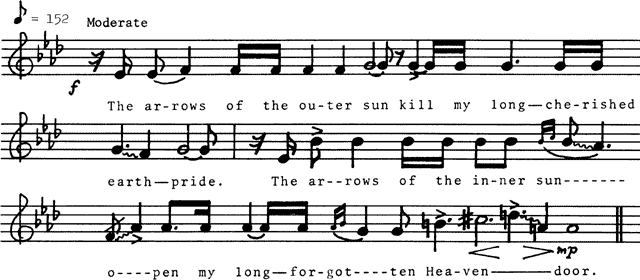 ♪ = 152 Moderate
f
The ar-rows of the ou-ter sun kill my long—che-rished
earth—pride. The ar--rows of the in-ner sun-------
mp
o----pen my long—for-got----ten Hea-ven———door.